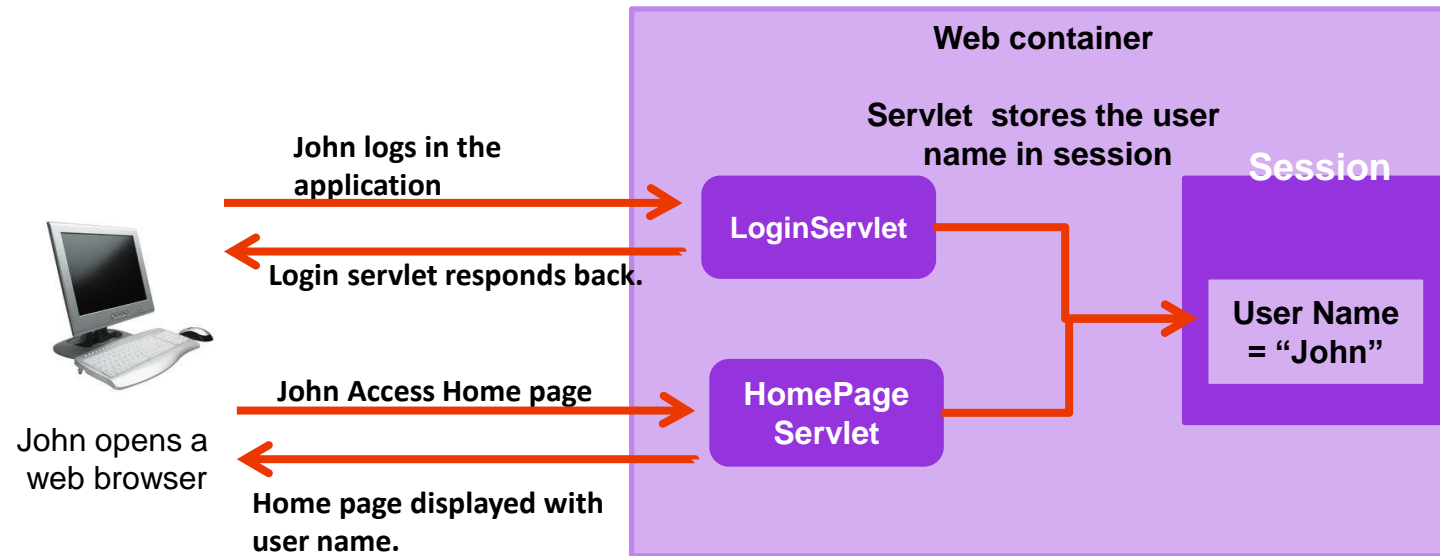 Web container
Servlet stores the user
name in session
Session
John logs in the
application
LoginServlet
Login servlet responds back.
User Name
= “John”
John Access Home page
HomePage
Servlet
John opens a
web browser
Home page displayed with
user name.